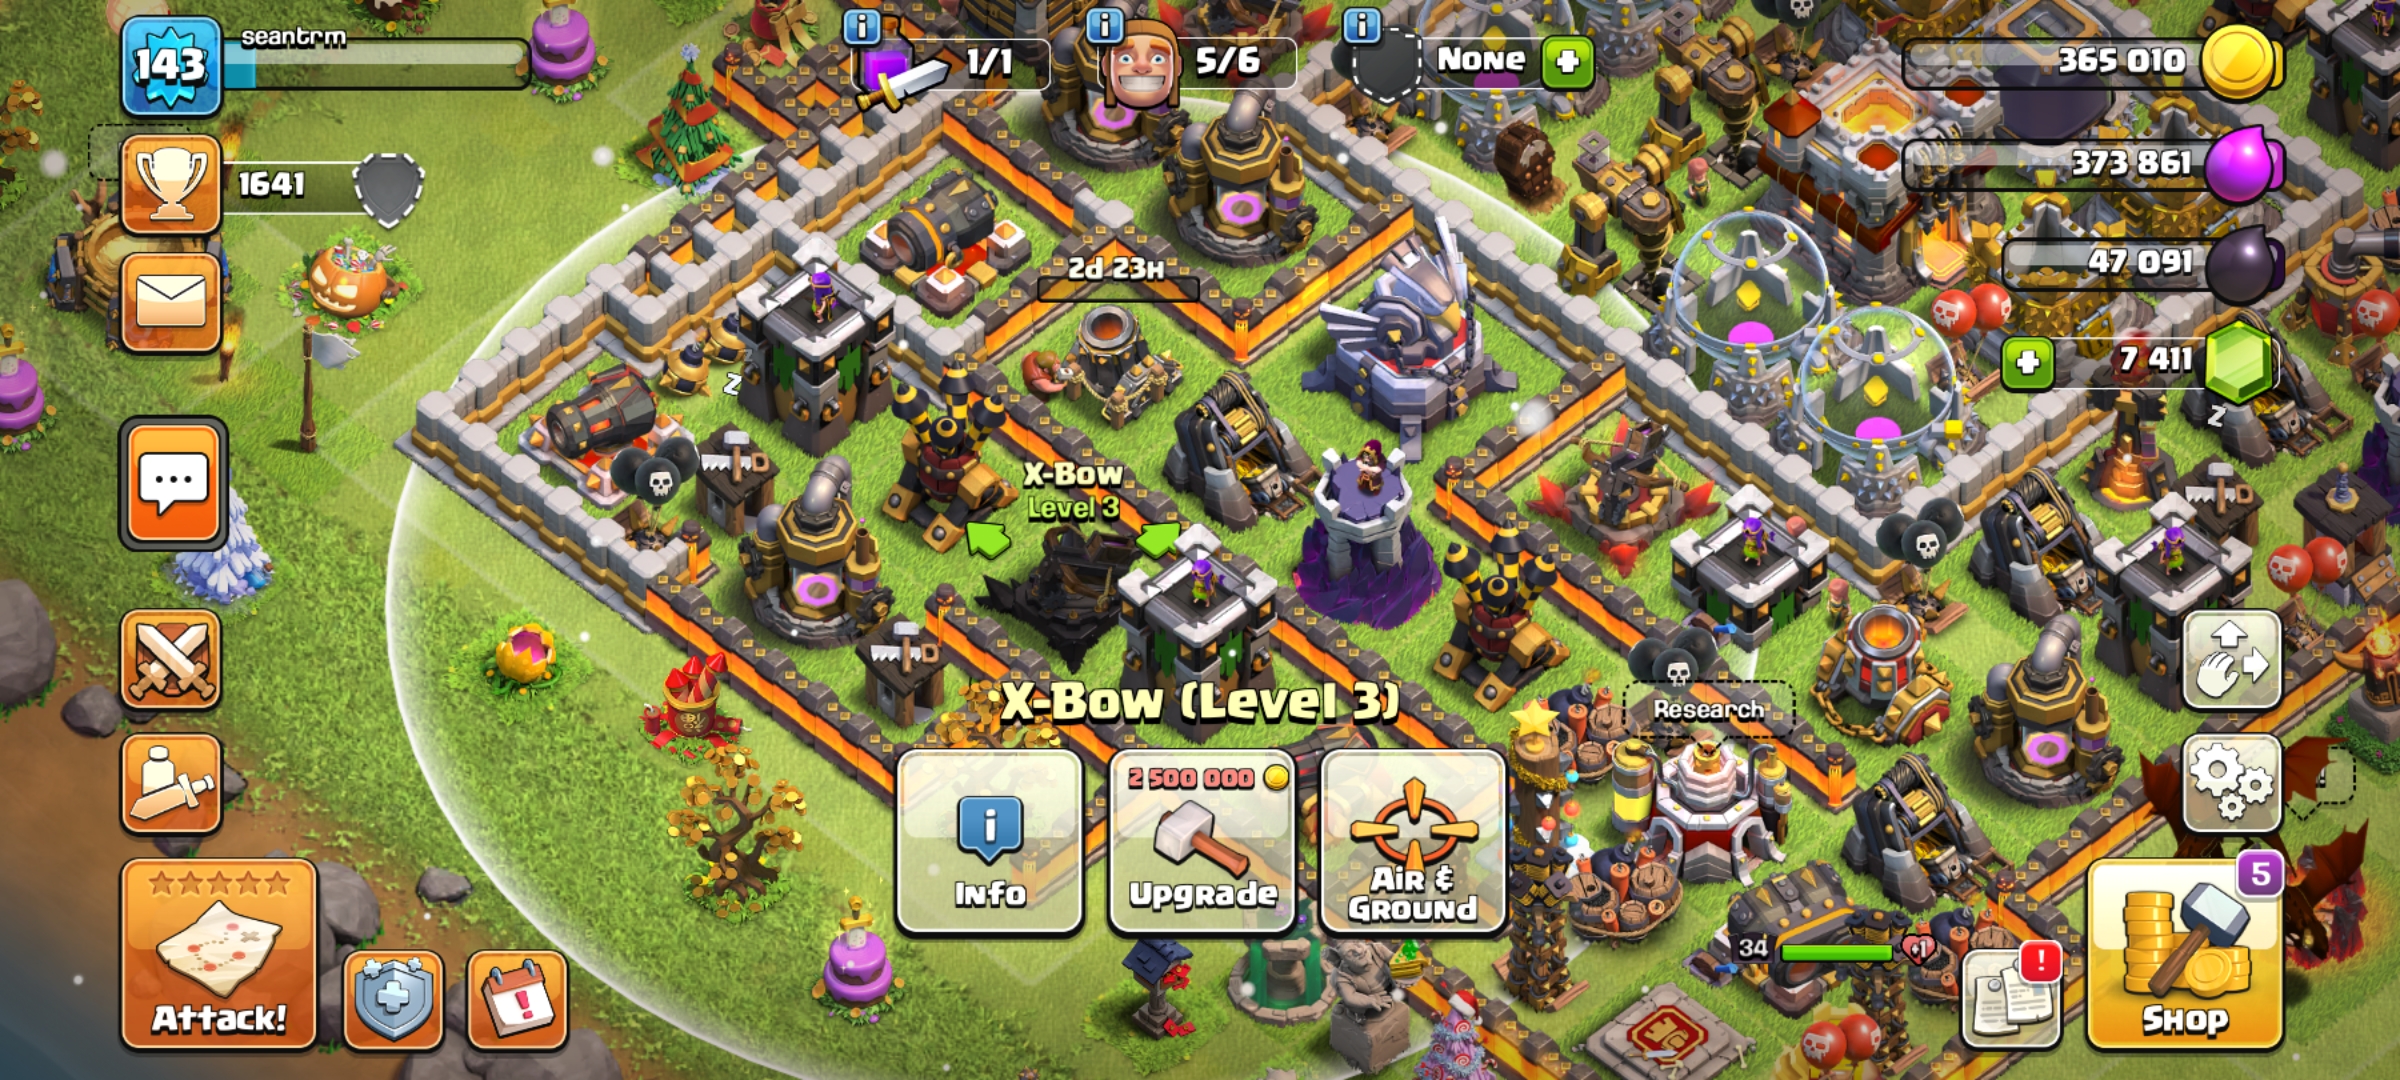 143
seantrm
1/1
5/6
None
365 010
1641
373 861
2d 23H
47 091
7 411
z
z
z
X-Bow
Level 3
X-Bow (Level 3)
Research
2 500 000
Info
Upgrade
Air &
Ground
34
+1
5
Attack!
Shop